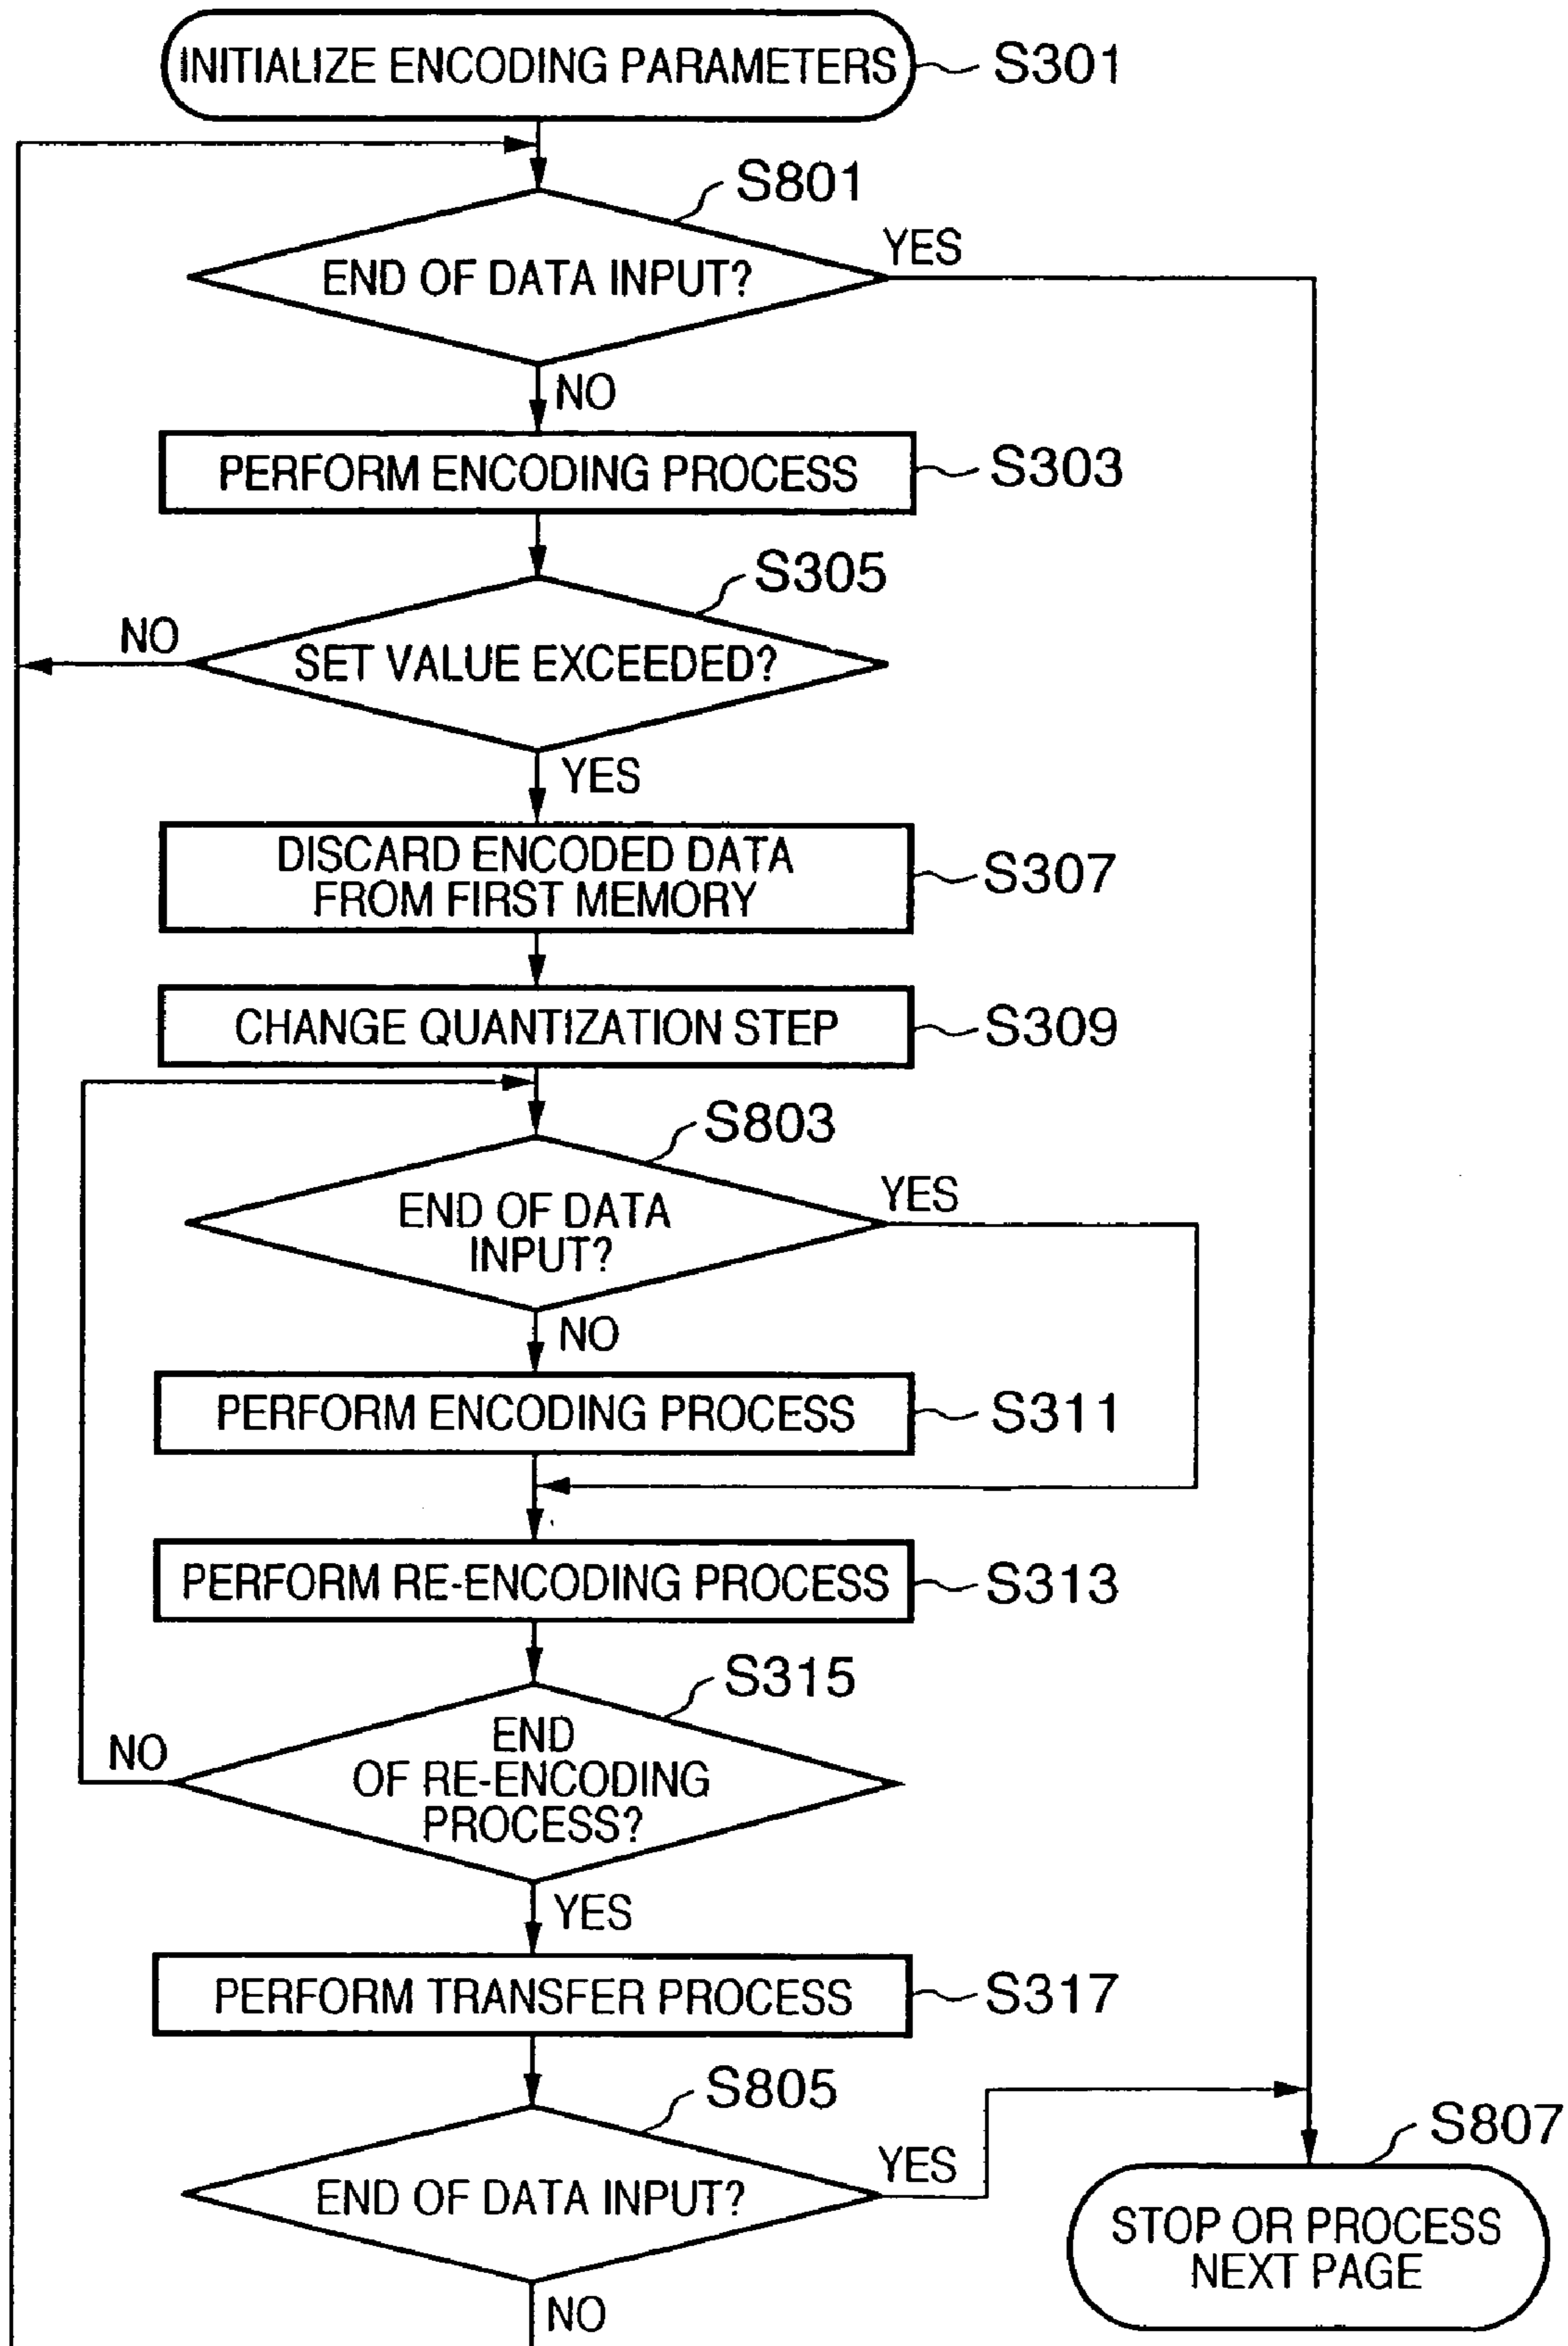 INITIALIZE ENCODING PARAMETERS
S301
S801
END OF DATA INPUT?
YES
NO
PERFORM ENCODING PROCESS
S303
S305
NO
SET VALUE EXCEEDED?
YES
DISCARD ENCODED DATA
FROM FIRST MEMORY
S307
CHANGE QUANTIZATION STEP
S309
S803
END OF DATA
INPUT?
YES
NO
PERFORM ENCODING PROCESS
S311
PERFORM RE-ENCODING PROCESS
S313
S315
NO
END
OF RE-ENCODING
PROCESS?
YES
PERFORM TRANSFER PROCESS
S317
S805
END OF DATA INPUT?
YES
NO
S807
STOP OR PROCESS
NEXT PAGE